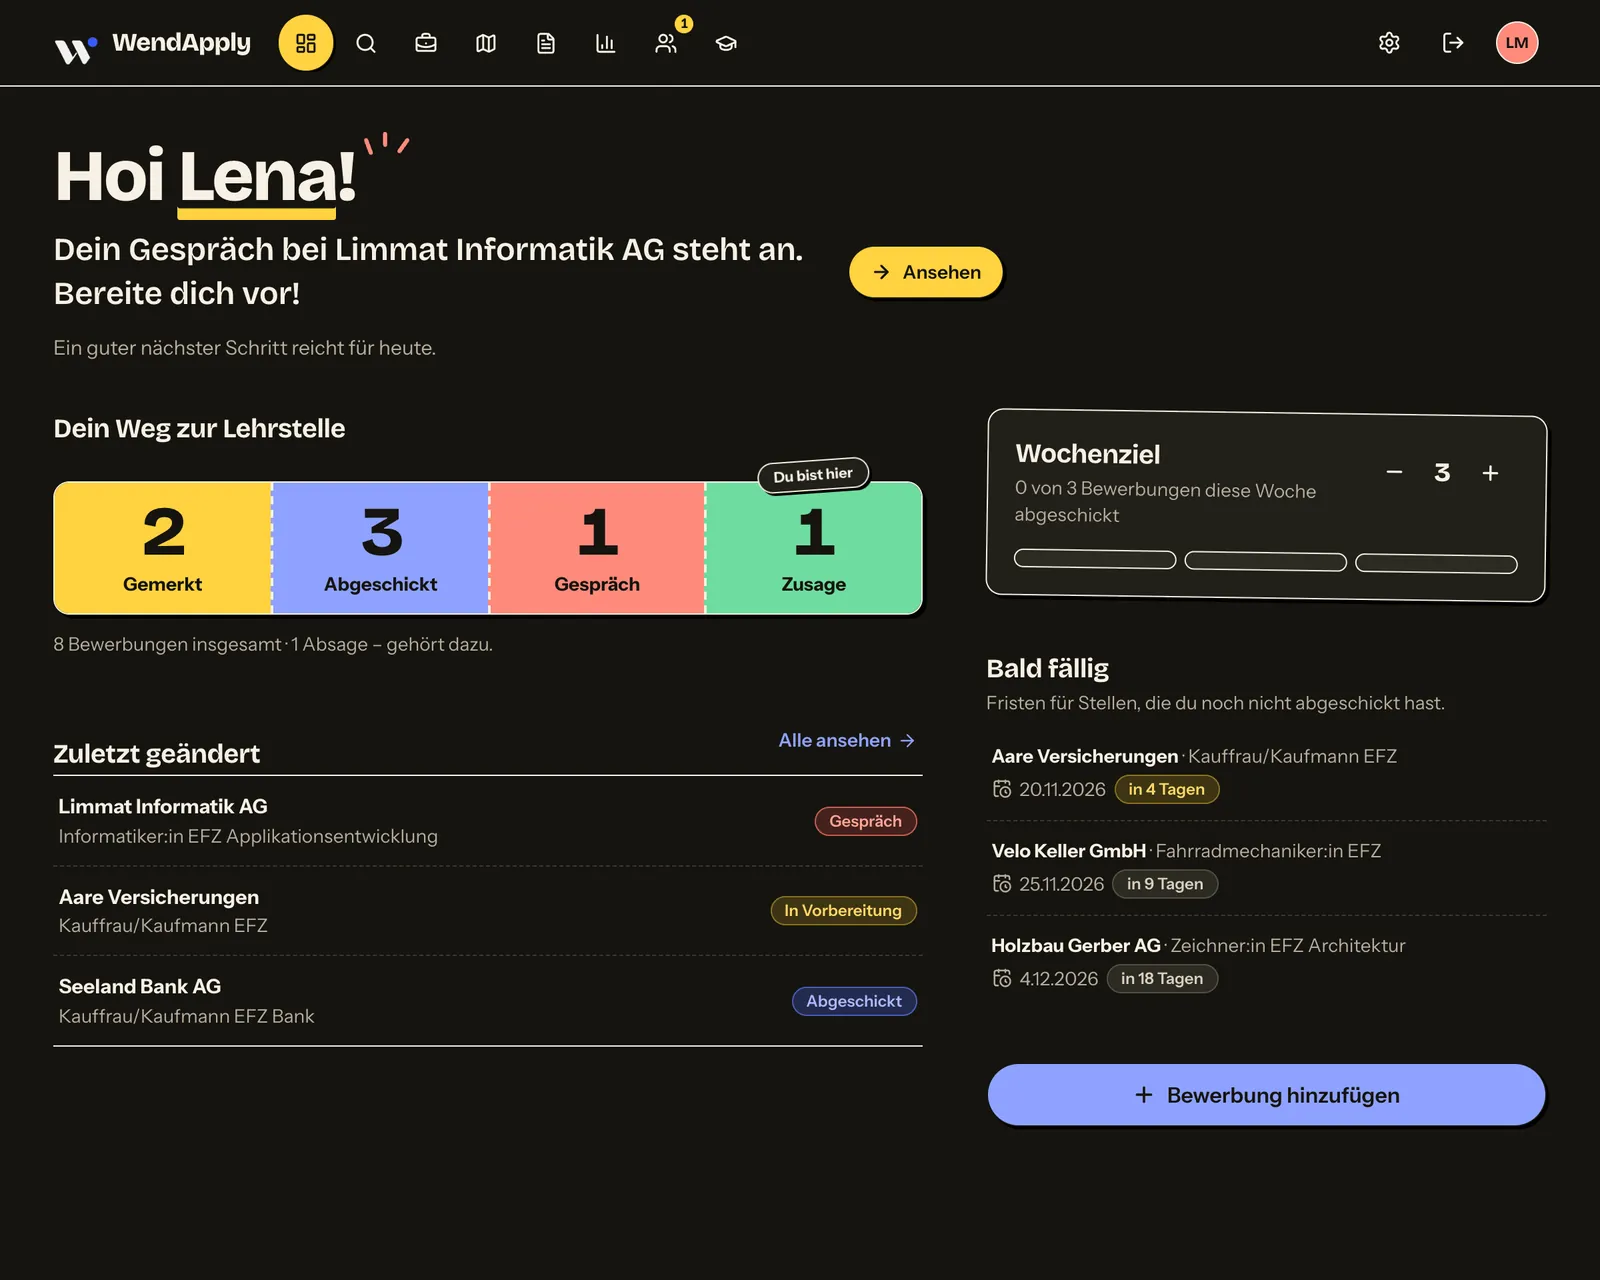 WendApply
1
LM
Hoi Lena!
Dein Gespräch bei Limmat Informatik AG steht an.
Bereite dich vor!
Ansehen
Ein guter nächster Schritt reicht für heute.
Dein Weg zur Lehrstelle
Du bist hier
2
Gemerkt
3
Abgeschickt
1
Gespräch
1
Zusage
8 Bewerbungen insgesamt · 1 Absage – gehört dazu.
Zuletzt geändert
Alle ansehen →
Limmat Informatik AG
Informatiker:in EFZ Applikationsentwicklung
Gespräch
Aare Versicherungen
Kauffrau/Kaufmann EFZ
In Vorbereitung
Seeland Bank AG
Kauffrau/Kaufmann EFZ Bank
Abgeschickt
Wochenziel
0 von 3 Bewerbungen diese Woche
abgeschickt
− 3 +
Bald fällig
Fristen für Stellen, die du noch nicht abgeschickt hast.
Aare Versicherungen · Kauffrau/Kaufmann EFZ
20.11.2026 in 4 Tagen
Velo Keller GmbH · Fahrradmechaniker:in EFZ
25.11.2026 in 9 Tagen
Holzbau Gerber AG · Zeichner:in EFZ Architektur
4.12.2026 in 18 Tagen
+ Bewerbung hinzufügen